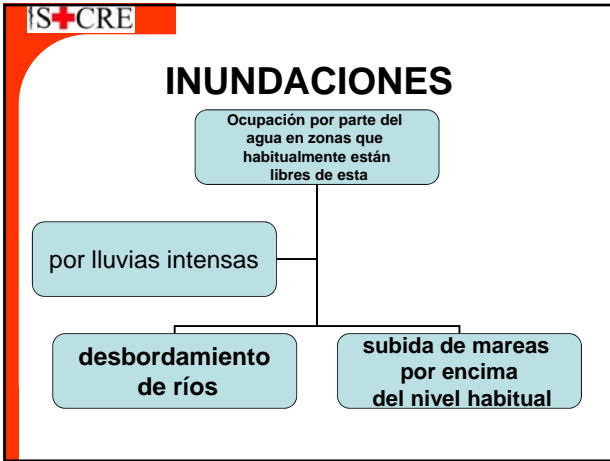 IS+CRE
INUNDACIONES
Ocupación por parte del
agua en zonas que
habitualmente están
libres de esta
por lluvias intensas
desbordamiento
de ríos
subida de mareas
por encima
del nivel habitual